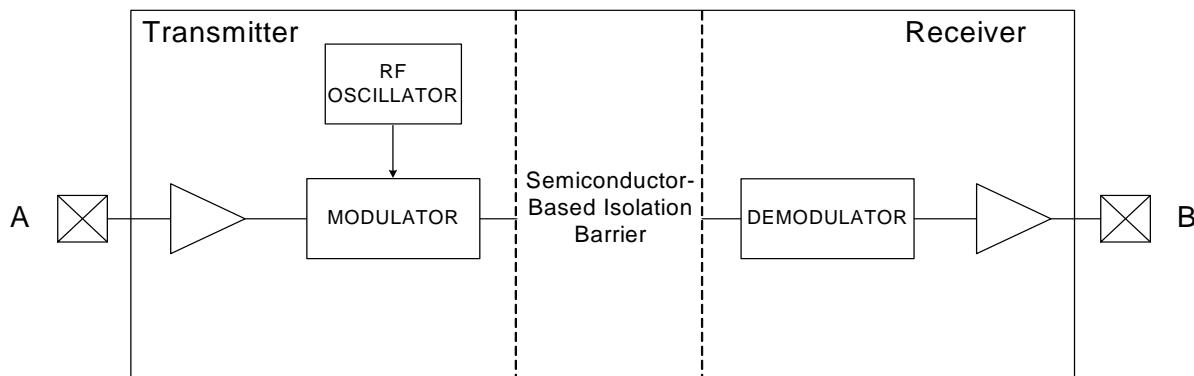 Transmitter
Receiver
RF
OSCILLATOR
A
MODULATOR
Semiconductor-
Based Isolation
Barrier
DEMODULATOR
B